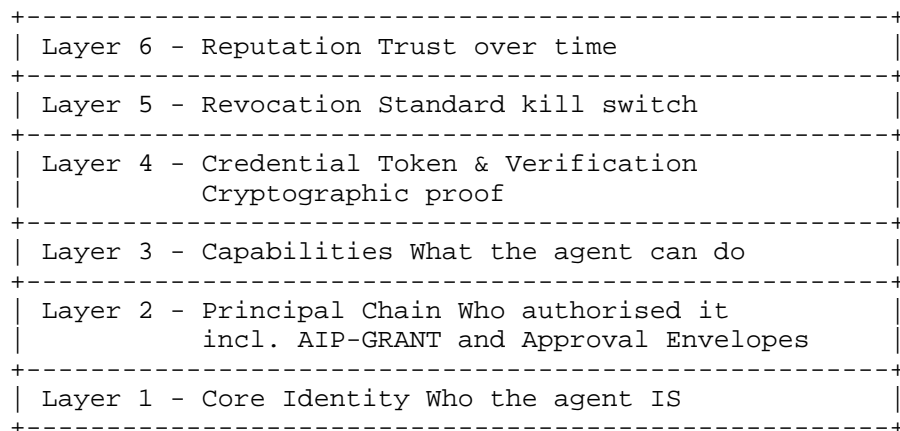 Layer 6 - Reputation Trust over time
Layer 5 - Revocation Standard kill switch
Layer 4 - Credential Token & Verification
Cryptographic proof
Layer 3 - Capabilities What the agent can do
Layer 2 - Principal Chain Who authorised it
incl. AIP-GRANT and Approval Envelopes
Layer 1 - Core Identity Who the agent IS